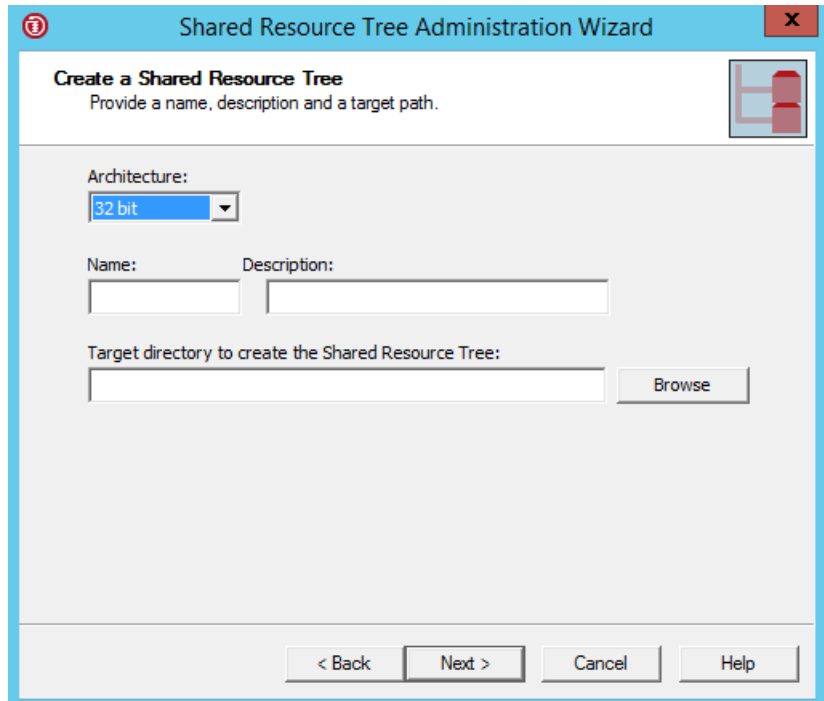 Shared Resource Tree Administration Wizard
x
Create a Shared Resource Tree
Provide a name, description and a target path.
Architecture:
32 bit
Name: Description:
Target directory to create the Shared Resource Tree:
Browse
< Back Next > Cancel Help